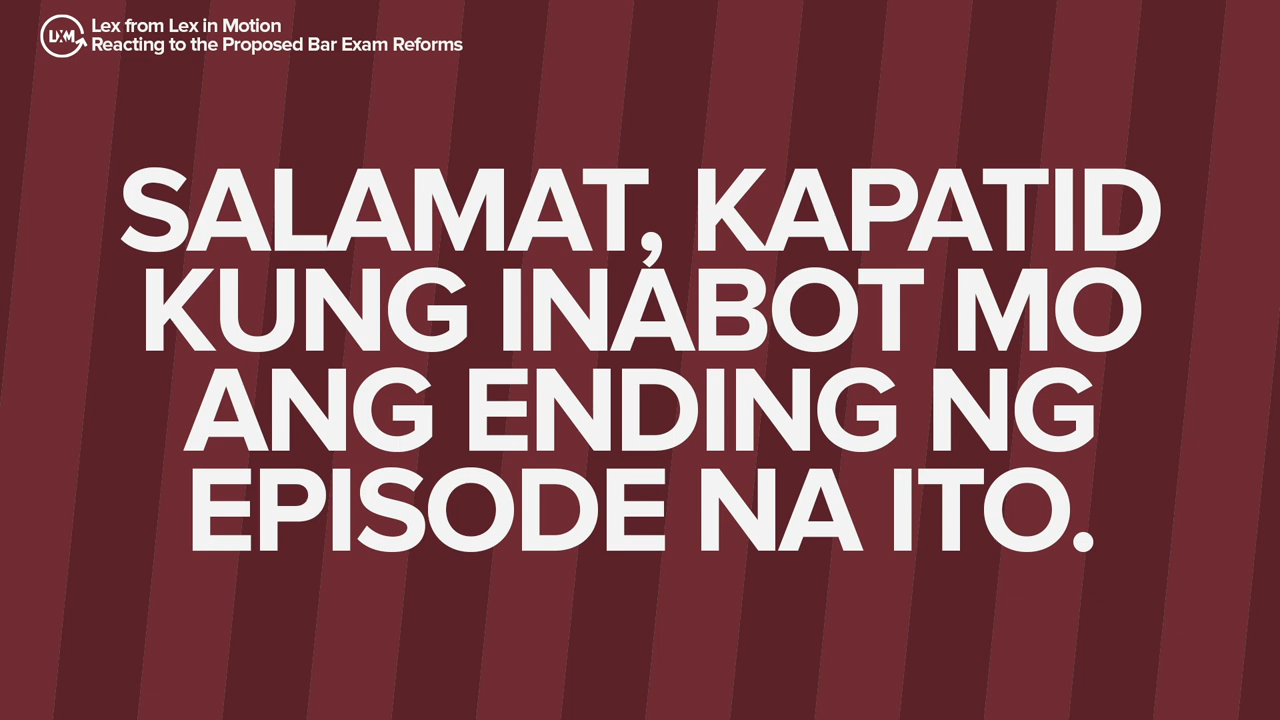 LXM
Lex from Lex in Motion
Reacting to the Proposed Bar Exam Reforms
SALAMAT, KAPATID
KUNG INABOT MO
ANG ENDING NG
EPISODE NA ITO.